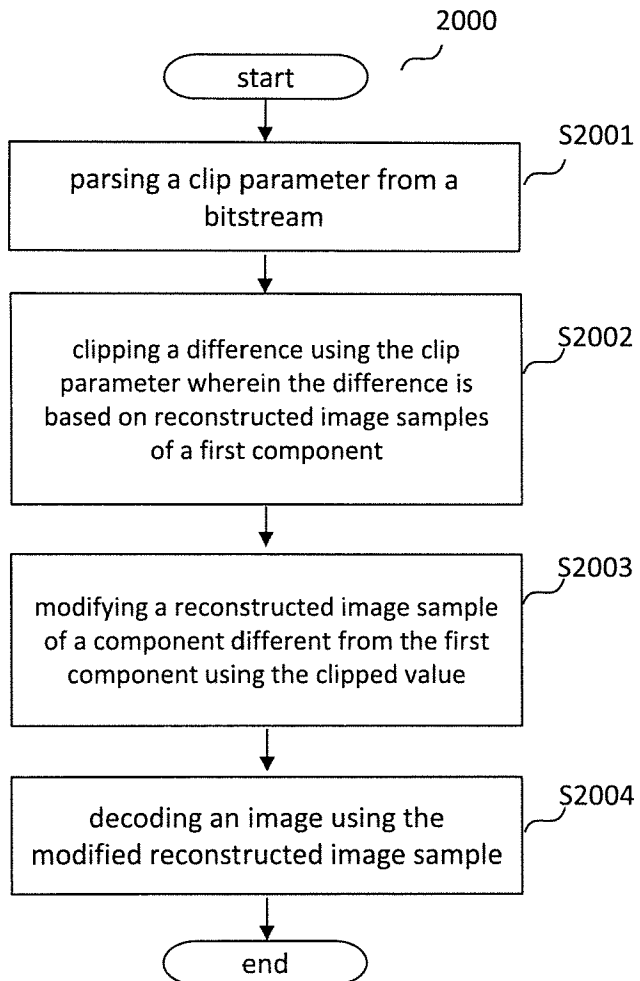 2000
start
S2001
parsing a clip parameter from a
bitstream
S2002
clipping a difference using the clip
parameter wherein the difference is
based on reconstructed image samples
of a first component
S2003
modifying a reconstructed image sample
of a component different from the first
component using the clipped value
S2004
decoding an image using the
modified reconstructed image sample
end